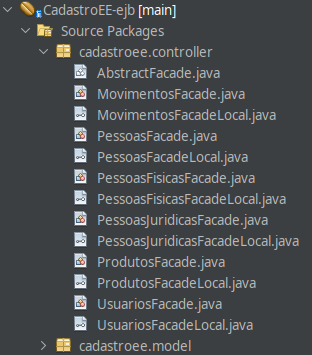 CadastroEE-ejb [main]
Source Packages
cadastroee.controller
AbstractFacade.java
MovimentosFacade.java
MovimentosFacadeLocal.java
PessoasFacade.java
PessoasFacadeLocal.java
PessoasFisicasFacade.java
PessoasFisicasFacadeLocal.java
PessoasJuridicasFacade.java
PessoasJuridicasFacadeLocal.java
ProdutosFacade.java
ProdutosFacadeLocal.java
UsuariosFacade.java
UsuariosFacadeLocal.java
cadastroee.model